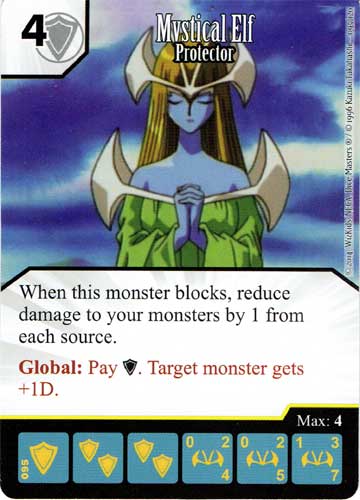 4
Mystical Elf
Protector
When this monster blocks, reduce
damage to your monsters by 1 from
each source.
Global: Pay . Target monster gets
+1D.
Max: 4
095
0 2
4
0 2
5
1 3
7